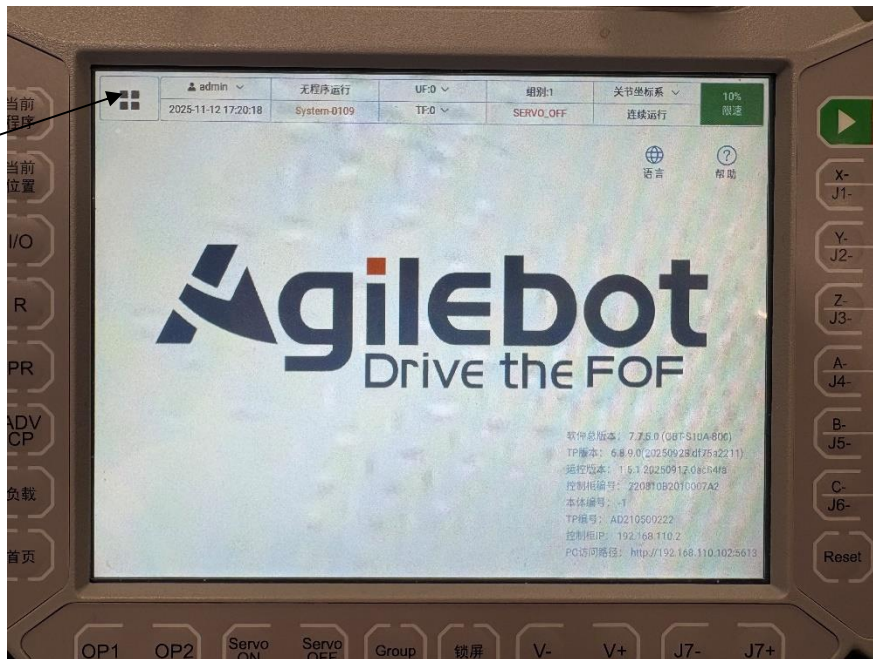 admin
无程序运行
UF:0
组别:1
关节坐标系
10%
限速
2025-11-12 17:20:18
System-0109
TF:0
SERVO_OFF
连续运行
语言
帮助
Agilebot
Drive the FOF
软件总版本: 7.7.5.0
TP版本: 6.8.9.0(20250928.df75a2211)
运控版本: 1.5.1 20250917
控制柜编号: 220810B2010007A2
本体编号: -1
TP编号: AD210500222
控制柜IP: 192.168.110.2
PC访问路径: http://192.168.110.102:5613
当前
程序
当前
位置
I/O
R
PR
ADV
CP
负载
首页
X-
J1-
Y-
J2-
Z-
J3-
A-
J4-
B-
J5-
C-
J6-
Reset
OP1
OP2
Servo
ON
Servo
OFF
Group
锁屏
V-
V+
J7-
J7+